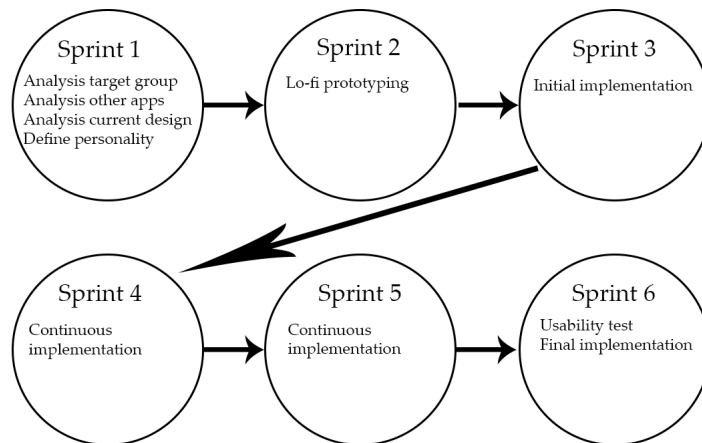 Sprint 1
Analysis target group
Analysis other apps
Analysis current design
Define personality
Sprint 2
Lo-fi prototyping
Sprint 3
Initial implementation
Sprint 4
Continuous
implementation
Sprint 5
Continuous
implementation
Sprint 6
Usability test
Final implementation